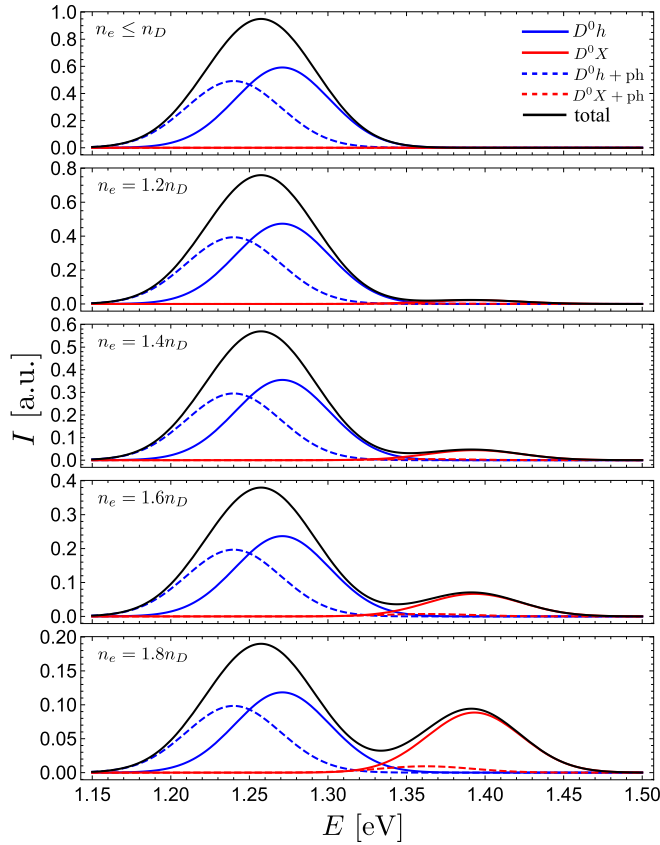 n_e ≤ n_D
D⁰h
D⁰X
D⁰h + ph
D⁰X + ph
total
1.0
0.8
0.6
0.4
0.2
0.0
n_e = 1.2n_D
0.8
0.6
0.4
0.2
0.0
n_e = 1.4n_D
0.6
0.5
0.4
0.3
0.2
0.1
0.0
n_e = 1.6n_D
0.4
0.3
0.2
0.1
0.0
n_e = 1.8n_D
0.20
0.15
0.10
0.05
0.00
1.15 1.20 1.25 1.30 1.35 1.40 1.45 1.50
E [eV]
I [a.u.]